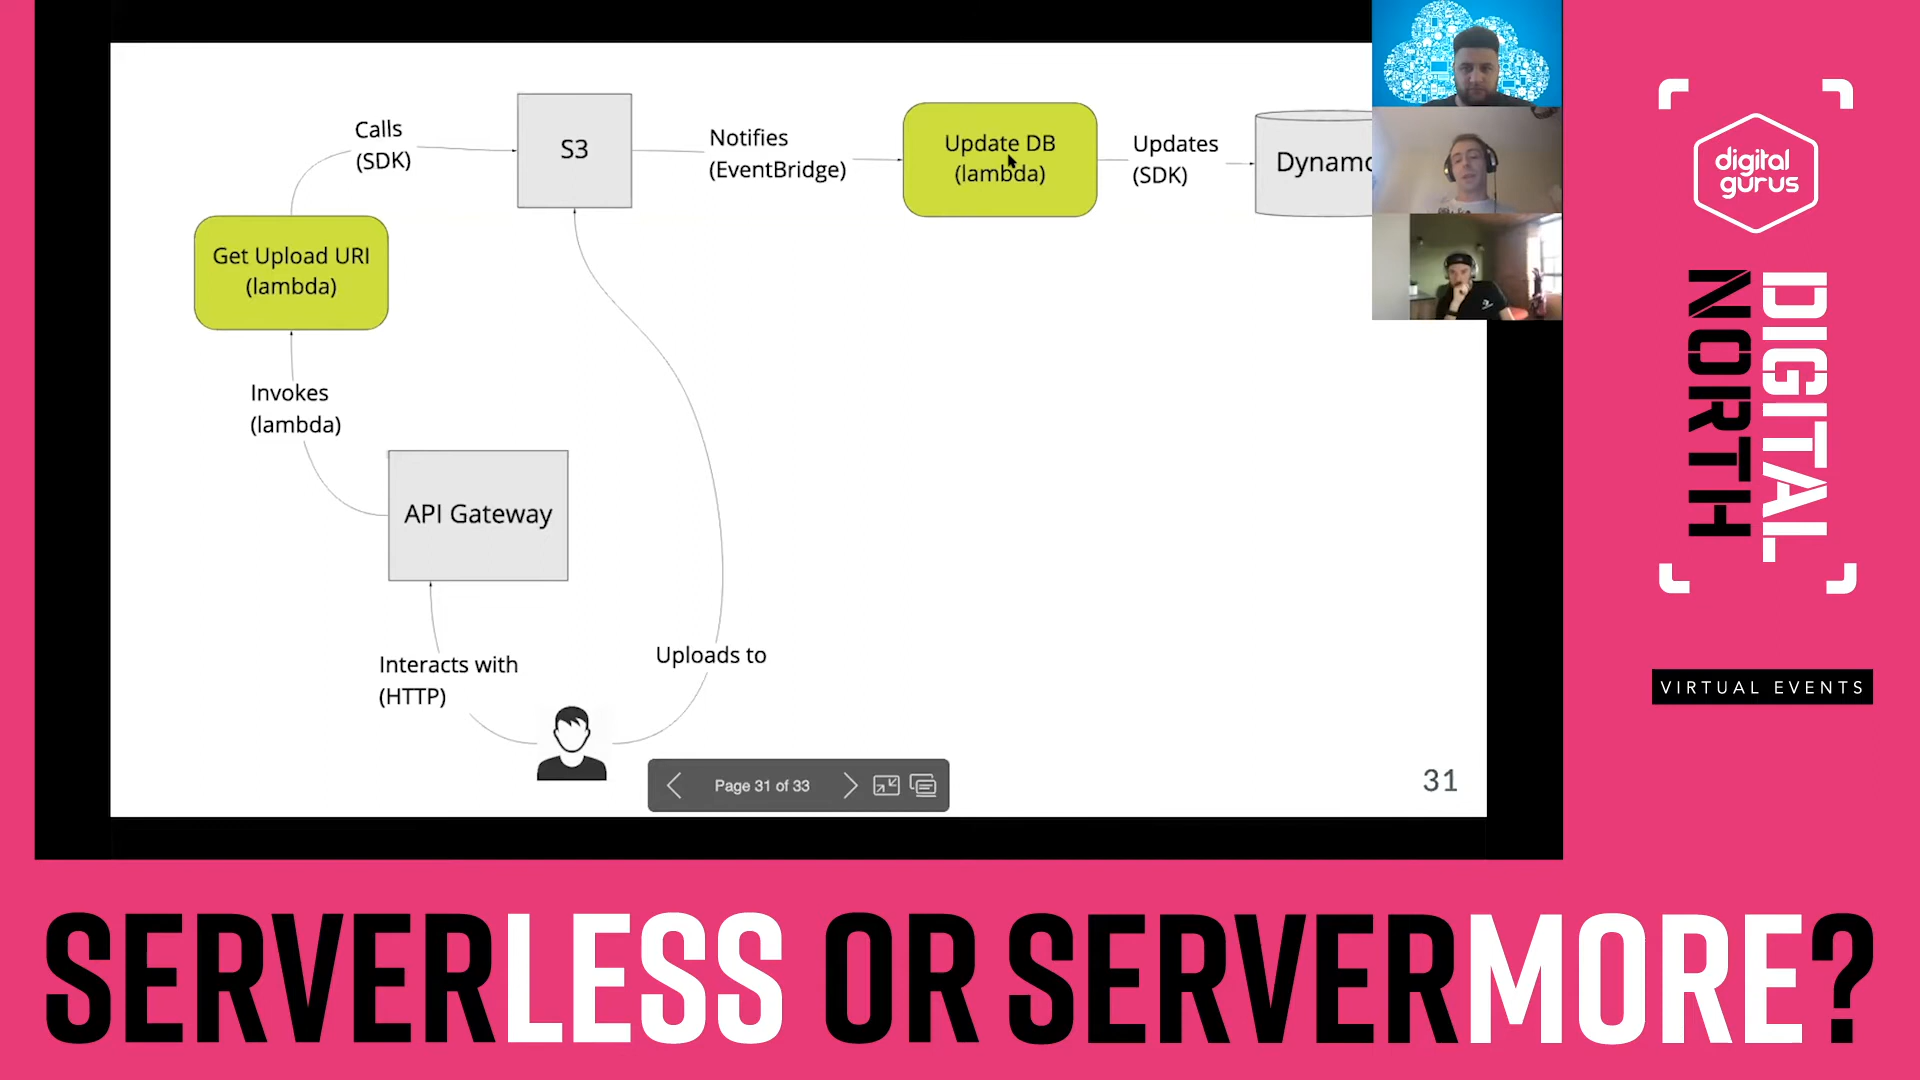 Calls
(SDK)
S3
Notifies
(EventBridge)
Update DB
(lambda)
Updates
(SDK)
Dynamo
Get Upload URI
(lambda)
Invokes
(lambda)
API Gateway
Interacts with
(HTTP)
Uploads to
Page 31 of 33
31
digital
gurus
DIGITAL
NORTH
VIRTUAL EVENTS
SERVERLESS OR SERVERMORE?